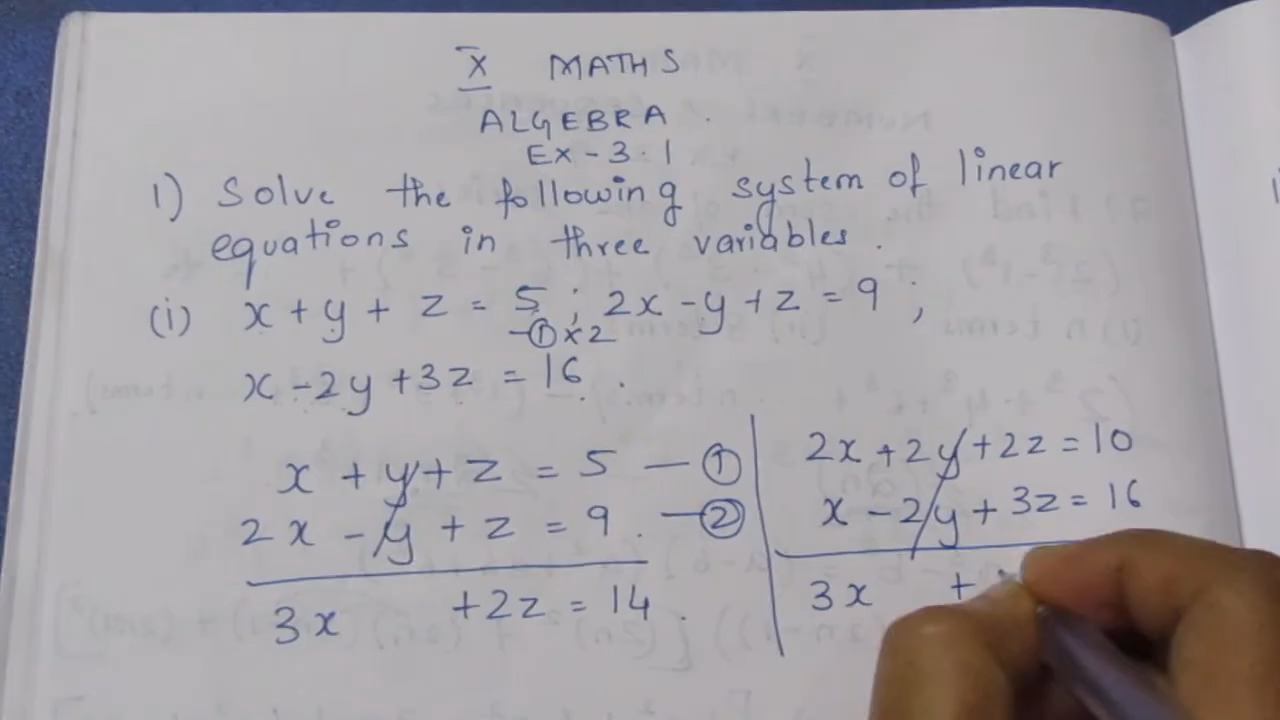 X MATHS
ALGEBRA.
Ex - 3.1
1) Solve the following system of linear
equations in three variables.
(i) x + y + z = 5 ; 2x - y + z = 9 ;
—① x 2
x - 2y + 3z = 16.
x + y + z = 5 — ①
2x - y + z = 9. — ②
3x + 2z = 14.
2x + 2y + 2z = 10
x - 2y + 3z = 16
3x +